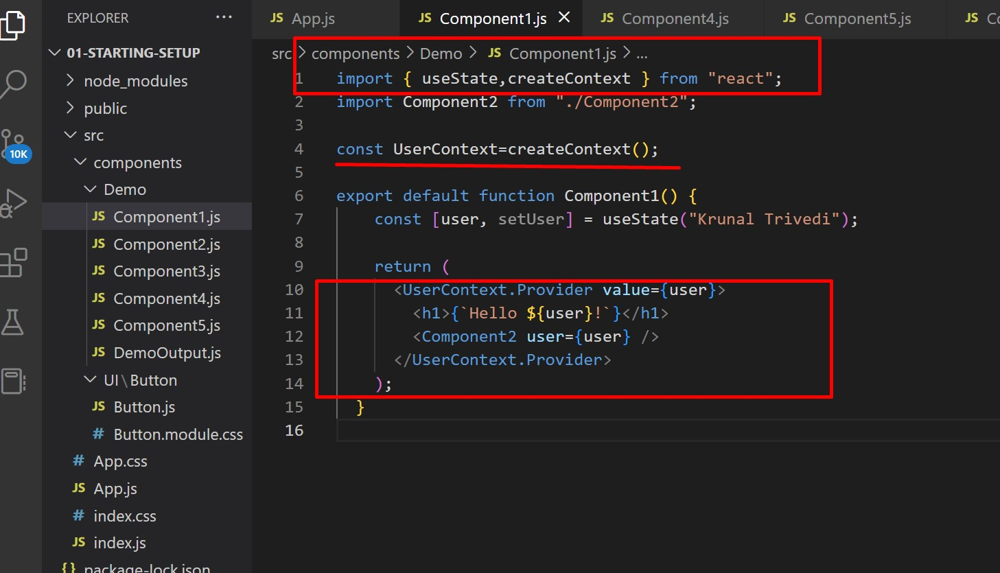 EXPLORER ...
01-STARTING-SETUP
node_modules
public
src
10K
components
Demo
JS Component1.js
JS Component2.js
JS Component3.js
JS Component4.js
JS Component5.js
JS DemoOutput.js
UI\Button
JS Button.js
# Button.module.css
# App.css
JS App.js
# index.css
JS index.js
{} package-lock.json
JS App.js JS Component1.js × JS Component4.js JS Component5.js JS
src > components > Demo > JS Component1.js > ...
1 import { useState,createContext } from "react";
2 import Component2 from "./Component2";
3
4 const UserContext=createContext();
5
6 export default function Component1() {
7 const [user, setUser] = useState("Krunal Trivedi");
8
9 return (
10 <UserContext.Provider value={user}>
11 <h1>{`Hello ${user}!`}</h1>
12 <Component2 user={user} />
13 </UserContext.Provider>
14 );
15 }
16